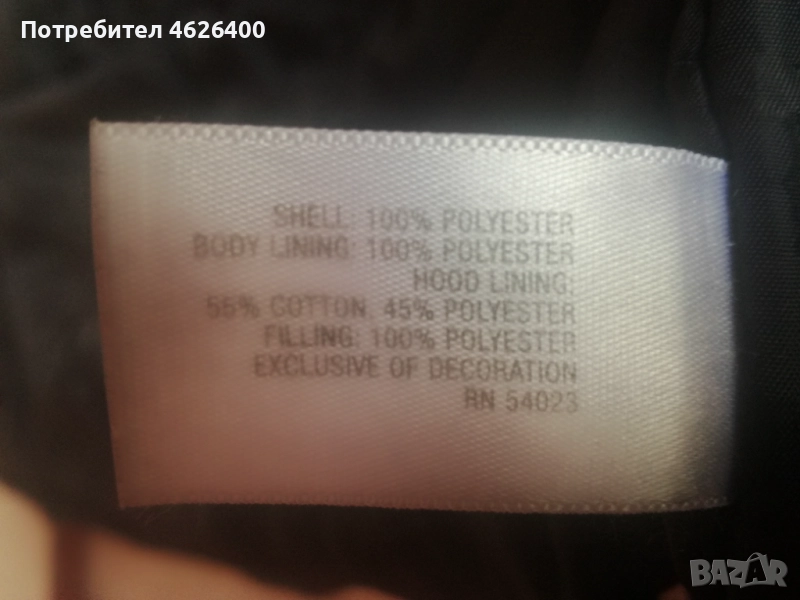 Потребител 4626400
SHELL: 100% POLYESTER
BODY LINING: 100% POLYESTER
HOOD LINING:
55% COTTON, 45% POLYESTER
FILLING: 100% POLYESTER
EXCLUSIVE OF DECORATION
RN 54023
BAZAR